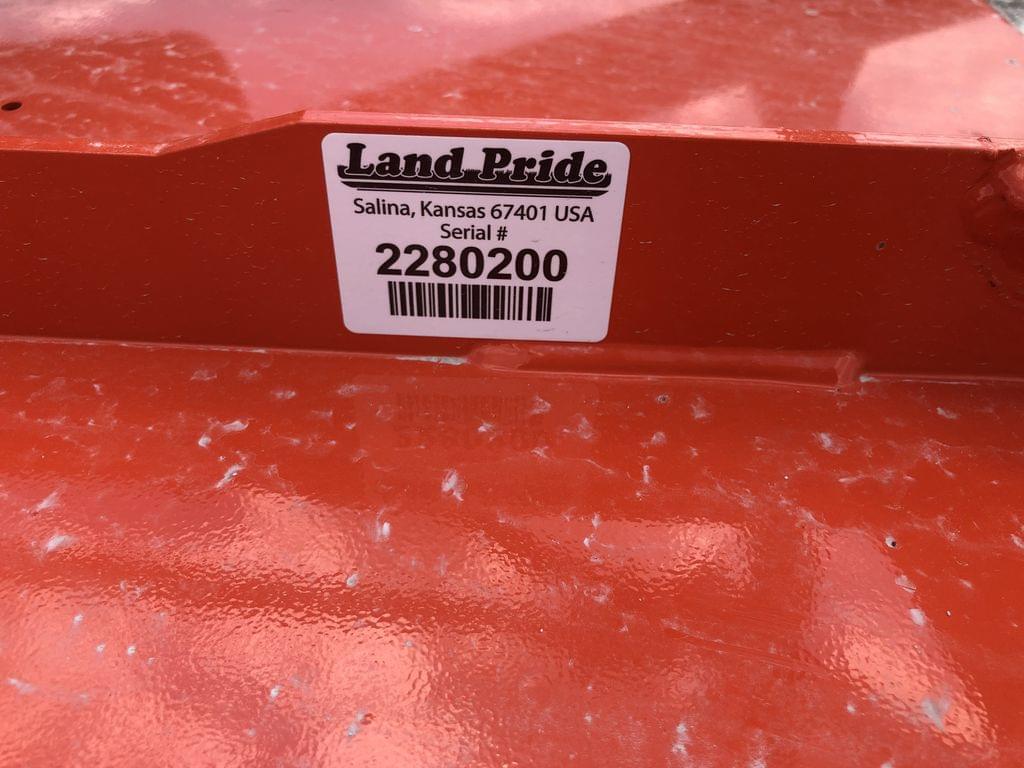 Land Pride
Salina, Kansas 67401 USA
Serial #
2280200